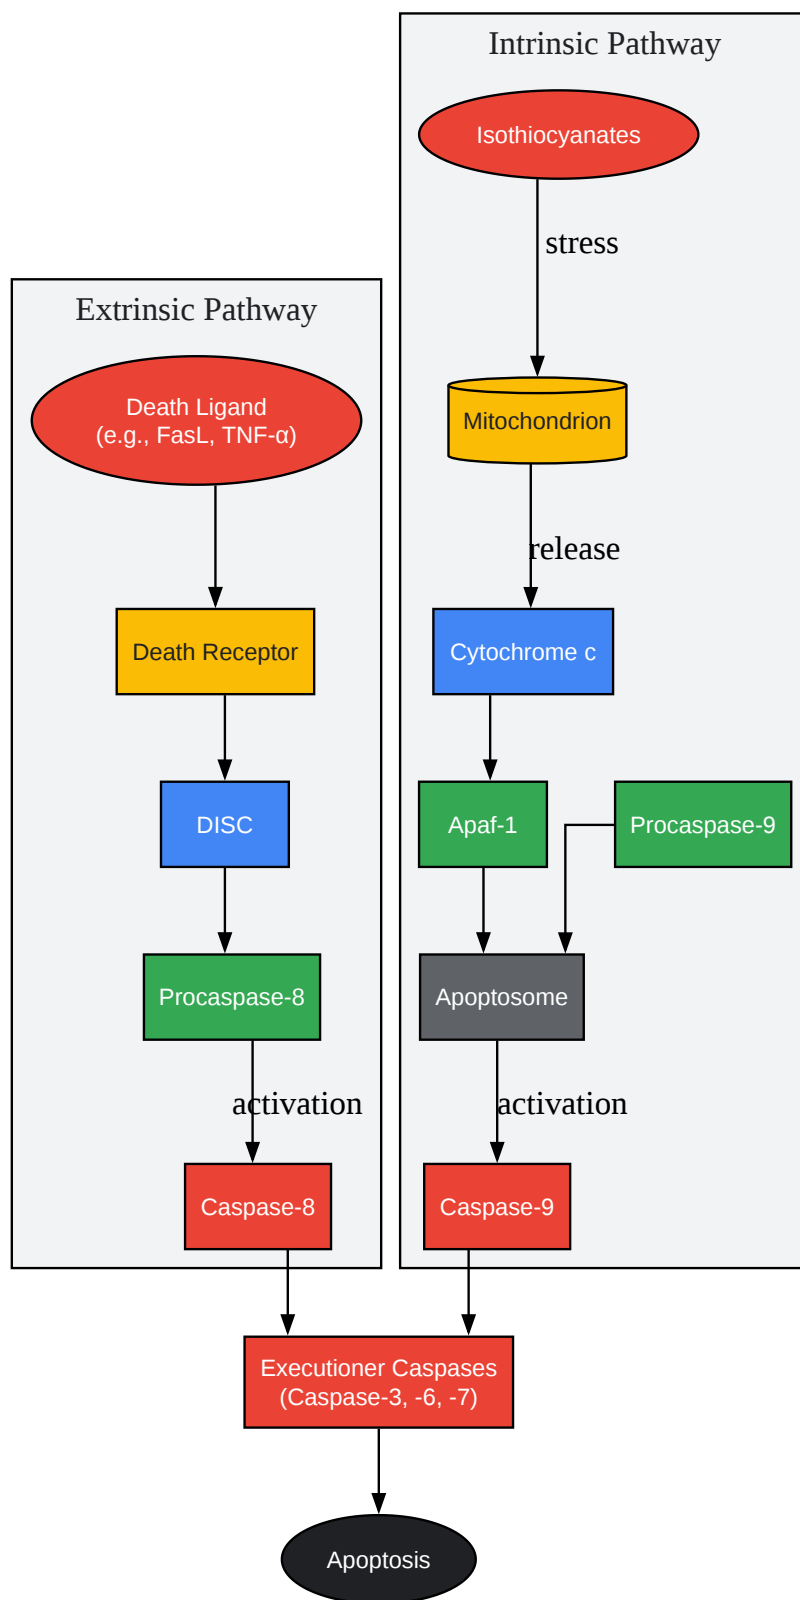 Intrinsic Pathway
Isothiocyanates
stress
Extrinsic Pathway
Death Ligand
(e.g., FasL, TNF-α)
Mitochondrion
release
Death Receptor
Cytochrome c
DISC
Apaf-1
Procaspase-9
Procaspase-8
Apoptosome
activation
activation
Caspase-8
Caspase-9
Executioner Caspases
(Caspase-3, -6, -7)
Apoptosis